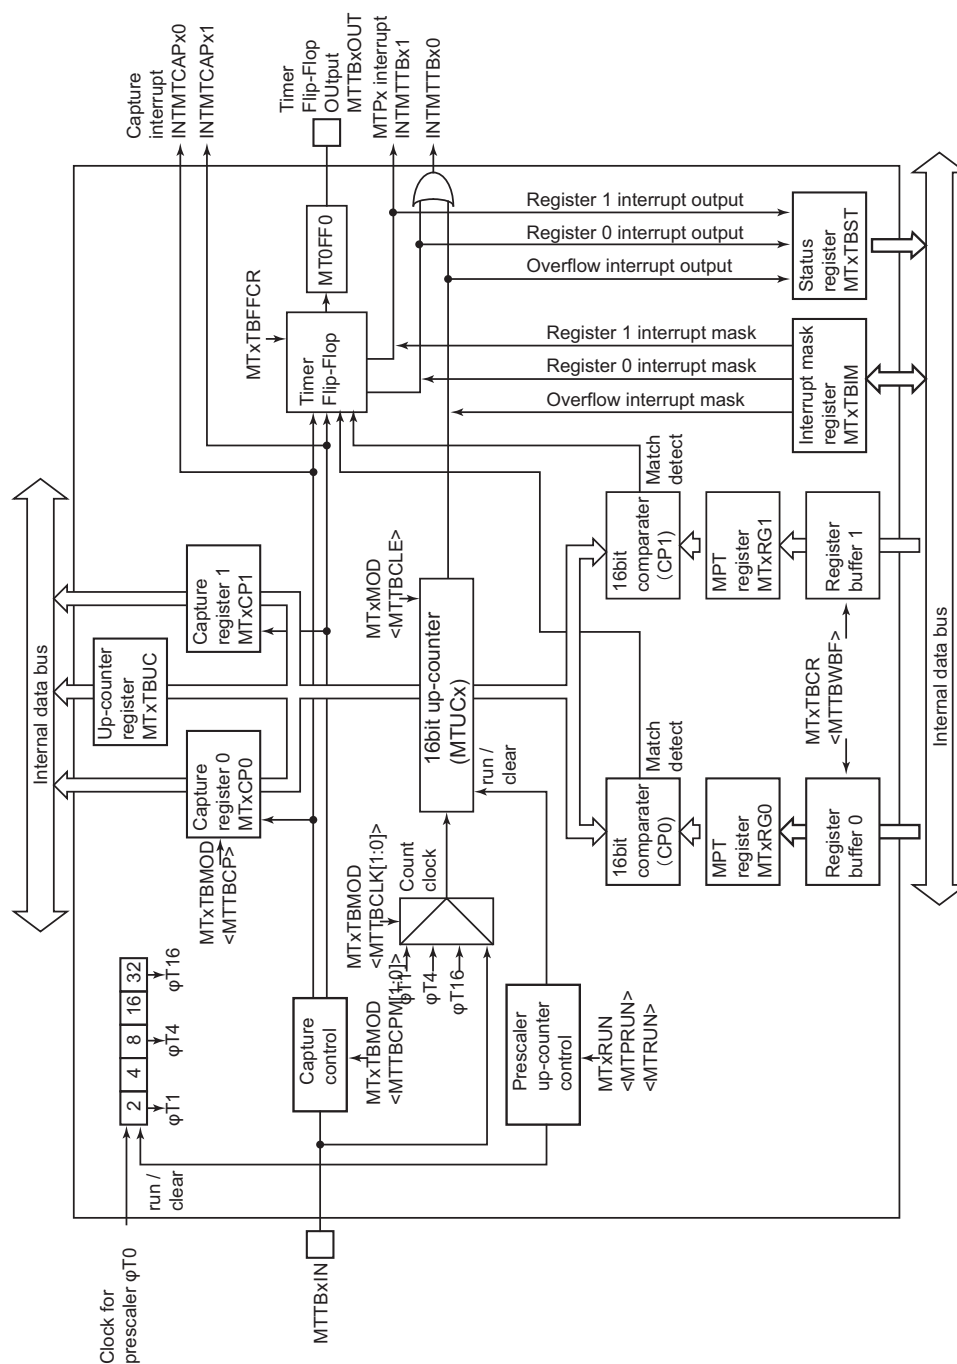 Internal data bus
Clock for
prescaler φT0
run /
clear
2
4
8
16
32
φT1
φT4
φT16
MTxTBMOD
<MTTBCP>
Capture
register 0
MTxCP0
Up-counter
register
MTxTBUC
Capture
register 1
MTxCP1
Capture
interrupt
INTMTCAPx0
INTMTCAPx1
MTTBxIN
Capture
control
MTxTBMOD
<MTTBCPM[1:0]>
MTxTBMOD
<MTTBCLK[1:0]>
φT1
φT4
φT16
Count
clock
16bit up-counter
(MTUCx)
run /
clear
MTxMOD
<MTTBCLE>
MTxTBFFCR
Timer
Flip-Flop
MT0FF0
Timer
Flip-Flop
OUtput
MTTBxOUT
MTPx interrupt
INTMTTBx1
INTMTTBx0
Prescaler
up-counter
control
MTxRUN
<MTPRUN>
<MTRUN>
Register 1 interrupt output
Register 0 interrupt output
Overflow interrupt output
Register 1 interrupt mask
Register 0 interrupt mask
Overflow interrupt mask
Status
register
MTxTBST
Interrupt mask
register
MTxTBIM
16bit
comparater
(CP0)
Match
detect
16bit
comparater
(CP1)
Match
detect
MPT
register
MTxRG0
MPT
register
MTxRG1
Register
buffer 0
MTxTBCR
<MTTBWBF>
Register
buffer 1
Internal data bus